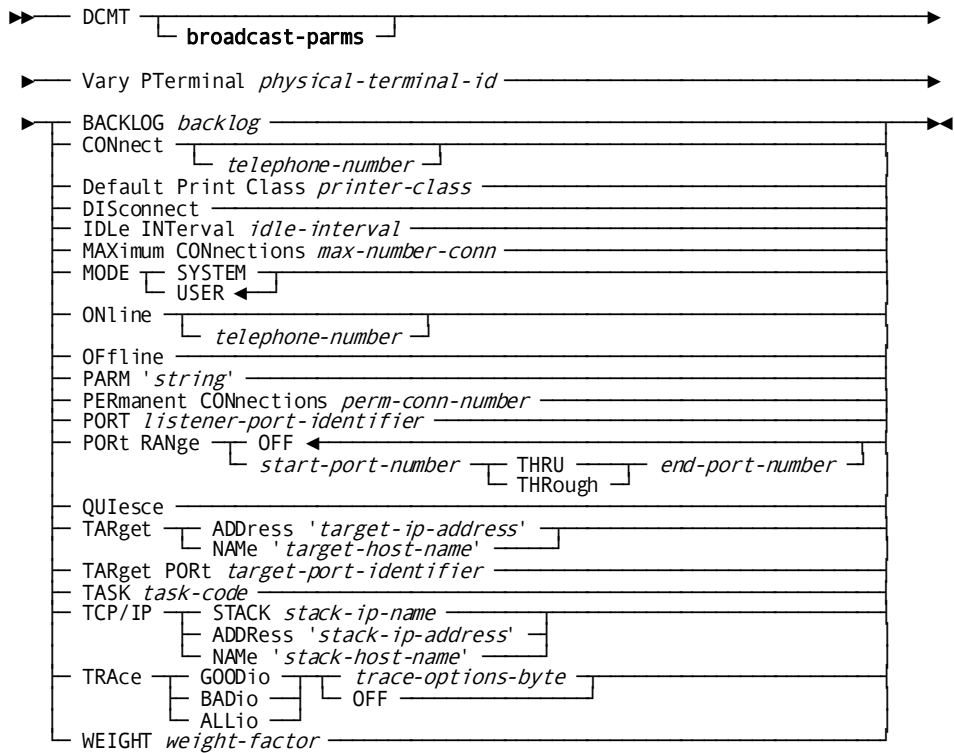 DCMT
broadcast-parms
Vary PTerminal physical-terminal-id
BACKLOG backlog
CONnect
telephone-number
Default Print Class printer-class
DISconnect
IDLe INTerval idle-interval
MAXimum CONnections max-number-conn
MODE SYSTEM
USER
ONline
telephone-number
OFfline
PARM 'string'
PERmanent CONnections perm-conn-number
PORT listener-port-identifier
PORt RANge OFF
start-port-number THRU end-port-number
THRough
QUIesce
TARget ADDress 'target-ip-address'
NAMe 'target-host-name'
TARget PORt target-port-identifier
TASK task-code
TCP/IP STACK stack-ip-name
ADDRess 'stack-ip-address'
NAMe 'stack-host-name'
TRAce GOODio trace-options-byte
BADio OFF
ALLio
WEIGHT weight-factor